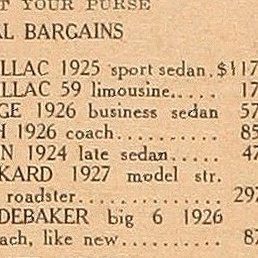 T YOUR PURSE
AL BARGAINS
LLAC 1925 sport sedan, $117
LLAC 59 limousine..... 17
GE 1926 business sedan 57
H 1926 coach.......... 85
N 1924 late sedan..... 47
KARD 1927 model str.
roadster.............. 297
DEBAKER big 6 1926
ach, like new.......... 87